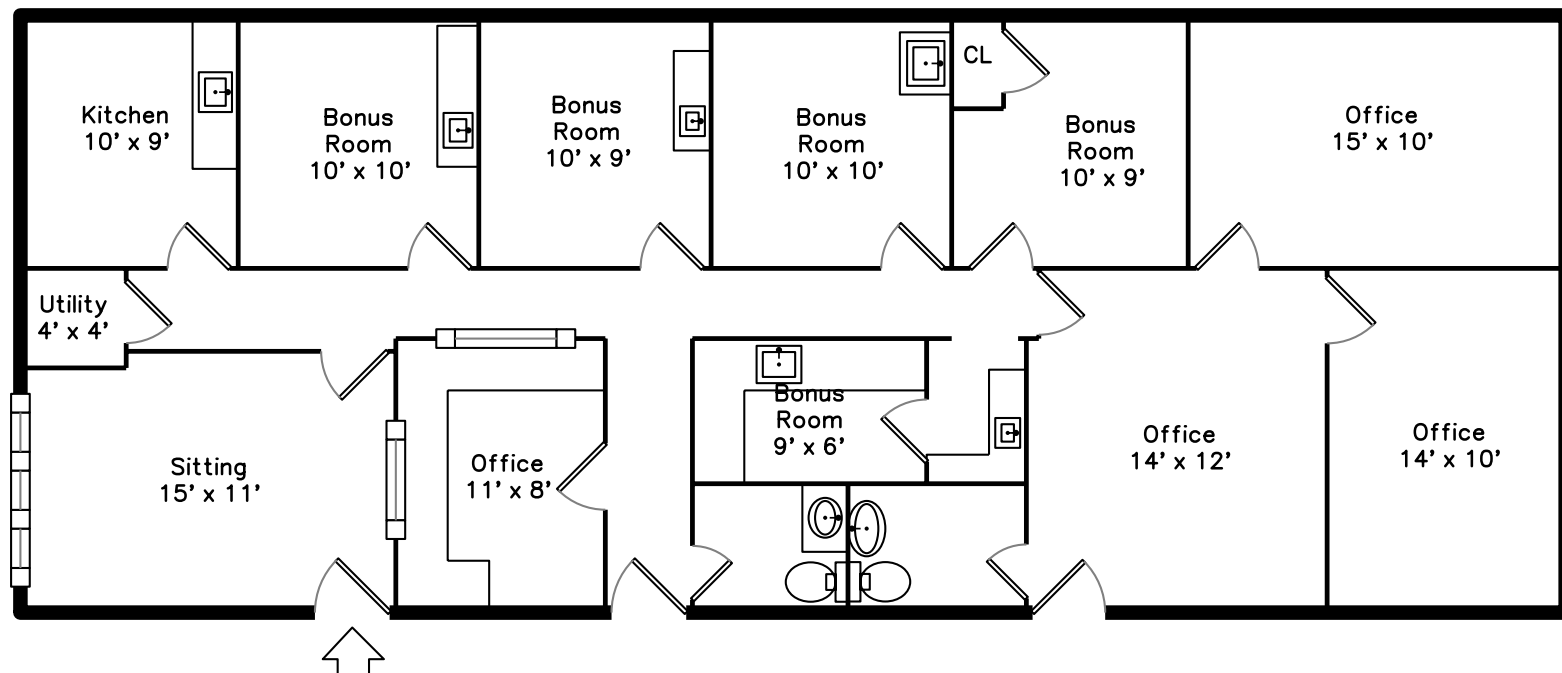 Kitchen
10' x 9'
Bonus
Room
10' x 10'
Bonus
Room
10' x 9'
Bonus
Room
10' x 10'
CL
Bonus
Room
10' x 9'
Office
15' x 10'
Utility
4' x 4'
Sitting
15' x 11'
Office
11' x 8'
Bonus
Room
9' x 6'
Office
14' x 12'
Office
14' x 10'